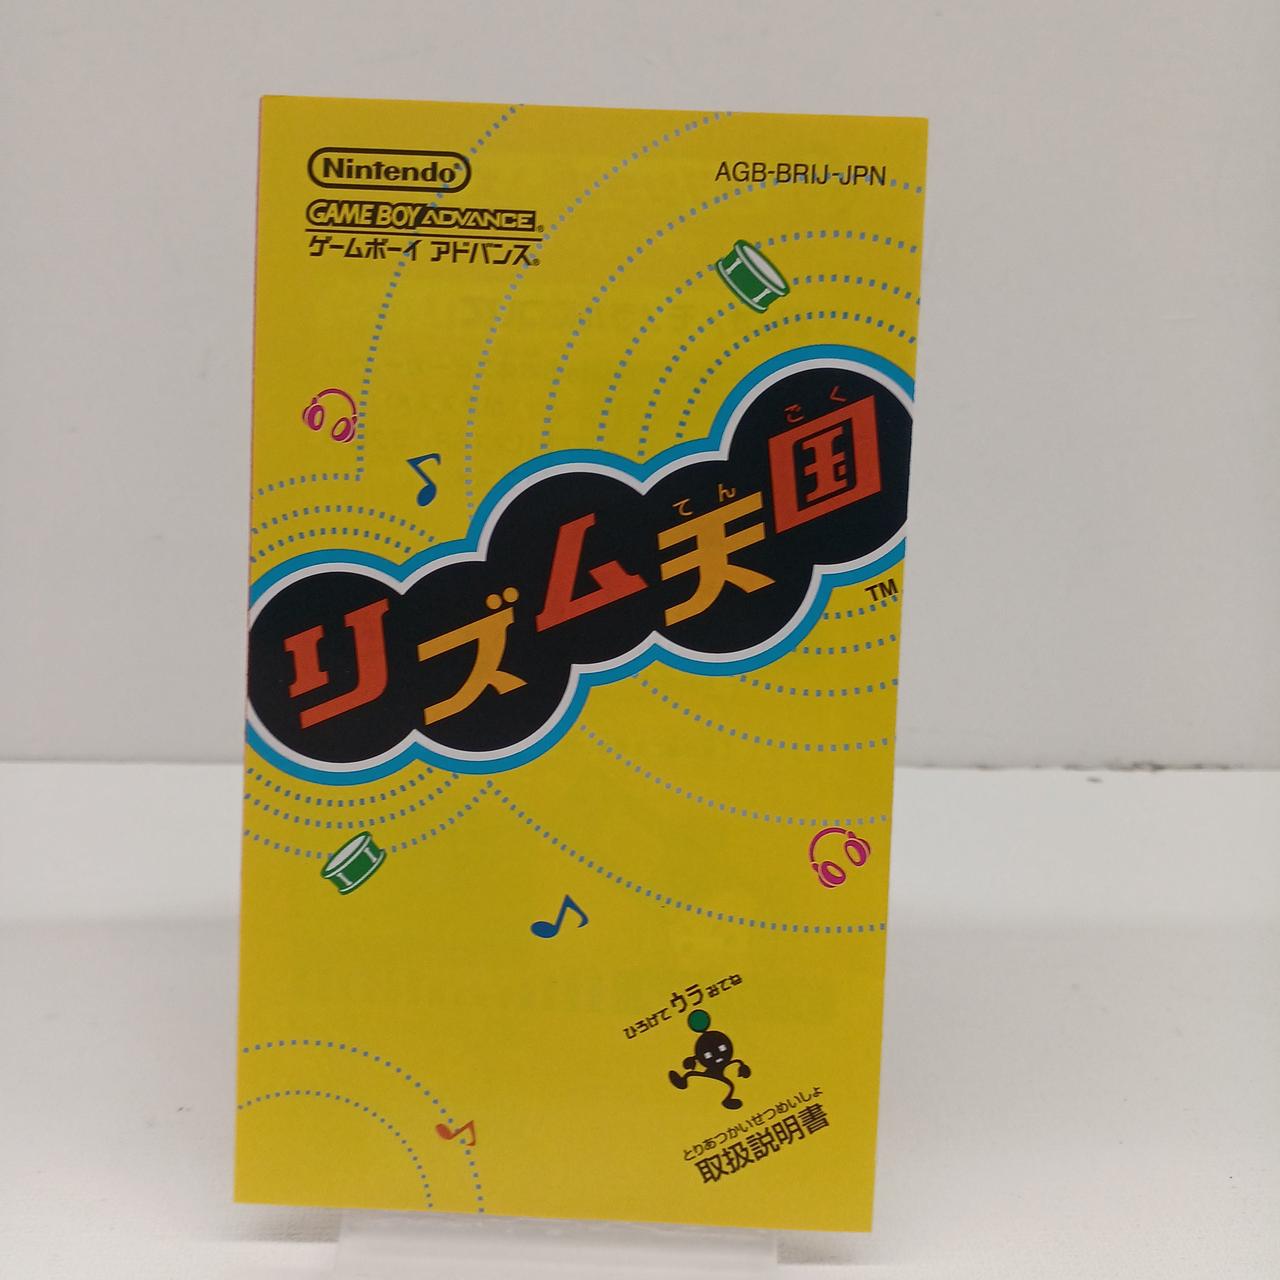 Nintendo®
AGB-BRIJ-JPN
GAME BOY ADVANCE®
ゲームボーイ アドバンス®
ごく
てん
リズム天国
TM
ひろげてウラみてね
とりあつかいせつめいしょ
取扱説明書